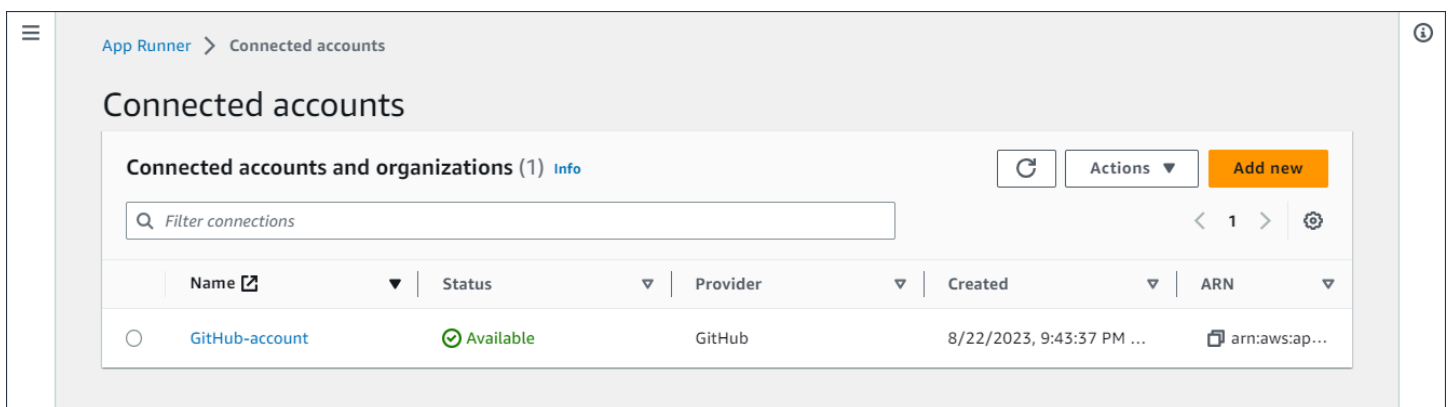 App Runner > Connected accounts
Connected accounts
Connected accounts and organizations (1) Info
Actions
Add new
Filter connections
1
Name Status Provider Created ARN
GitHub-account Available GitHub 8/22/2023, 9:43:37 PM ... arn:aws:ap...